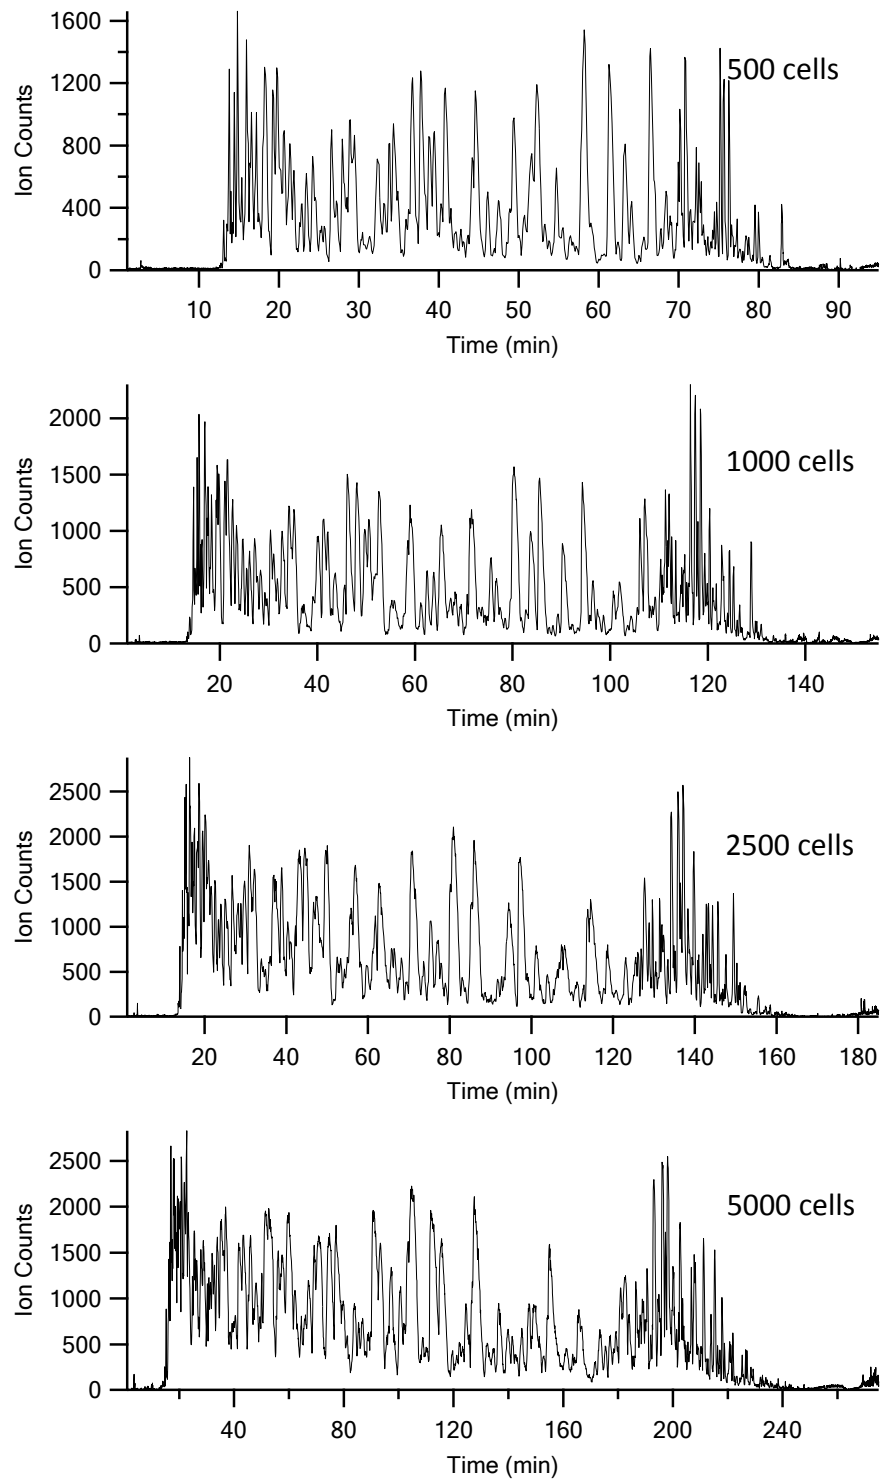 1600
1200
800
400
0
Ion Counts
500 cells
10 20 30 40 50 60 70 80 90
Time (min)
2000
1500
1000
500
0
Ion Counts
1000 cells
20 40 60 80 100 120 140
Time (min)
2500
2000
1500
1000
500
0
Ion Counts
2500 cells
20 40 60 80 100 120 140 160 180
Time (min)
2500
2000
1500
1000
500
0
Ion Counts
5000 cells
40 80 120 160 200 240
Time (min)